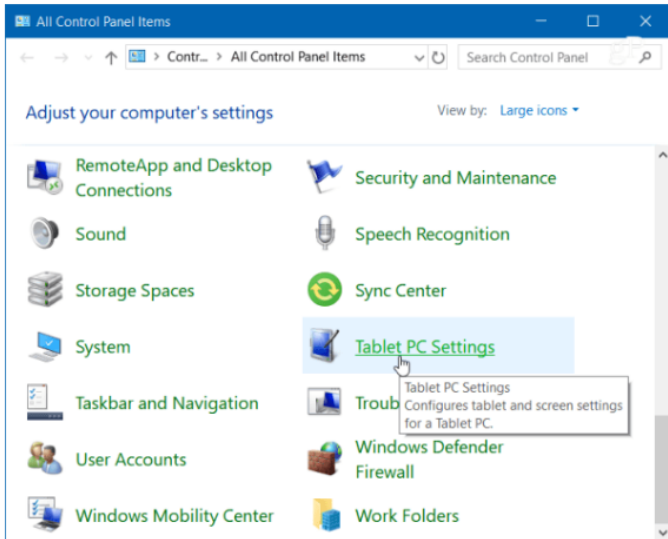 All Control Panel Items
Contr... > All Control Panel Items
Search Control Panel
Adjust your computer's settings
View by: Large icons
RemoteApp and Desktop
Connections
Security and Maintenance
Sound
Speech Recognition
Storage Spaces
Sync Center
System
Tablet PC Settings
Tablet PC Settings
Configures tablet and screen settings
for a Tablet PC.
Taskbar and Navigation
Troub
User Accounts
Windows Defender
Firewall
Windows Mobility Center
Work Folders